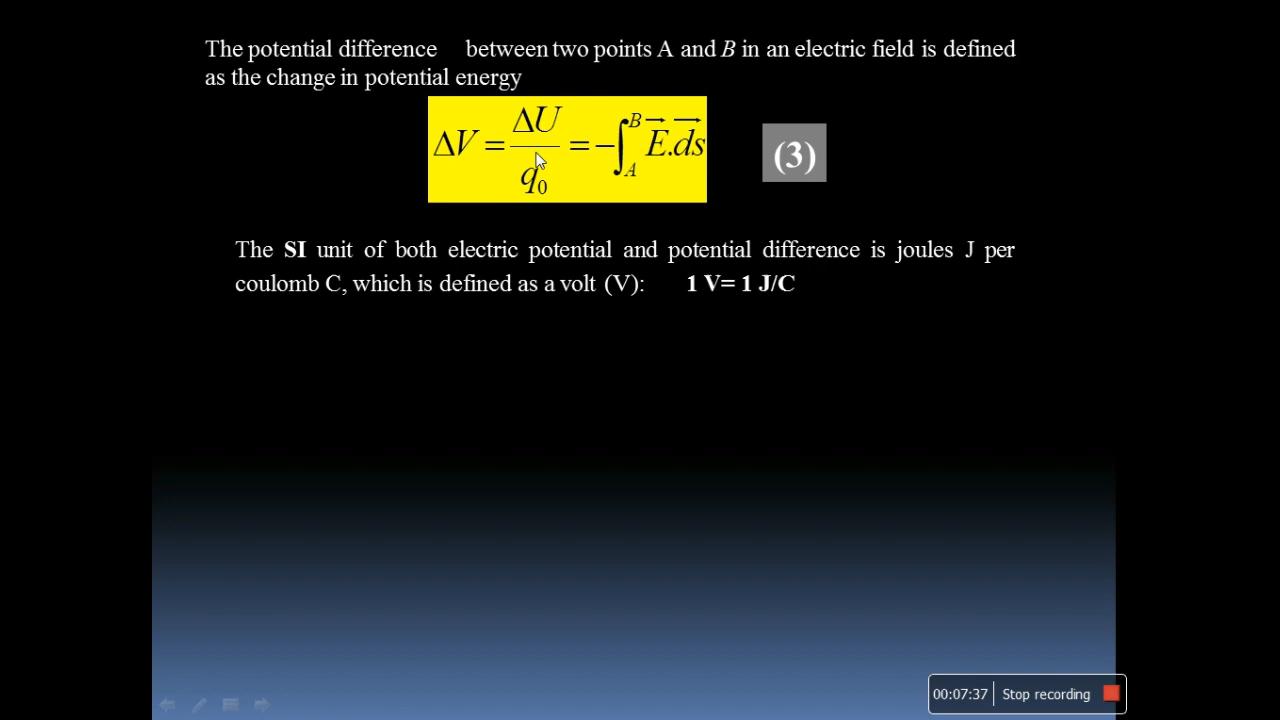 The potential difference between two points A and B in an electric field is defined
as the change in potential energy
ΔV = ΔU/q₀ = −∫_A^B E⃗.ds⃗ (3)
The SI unit of both electric potential and potential difference is joules J per
coulomb C, which is defined as a volt (V): 1 V= 1 J/C
00:07:37 Stop recording